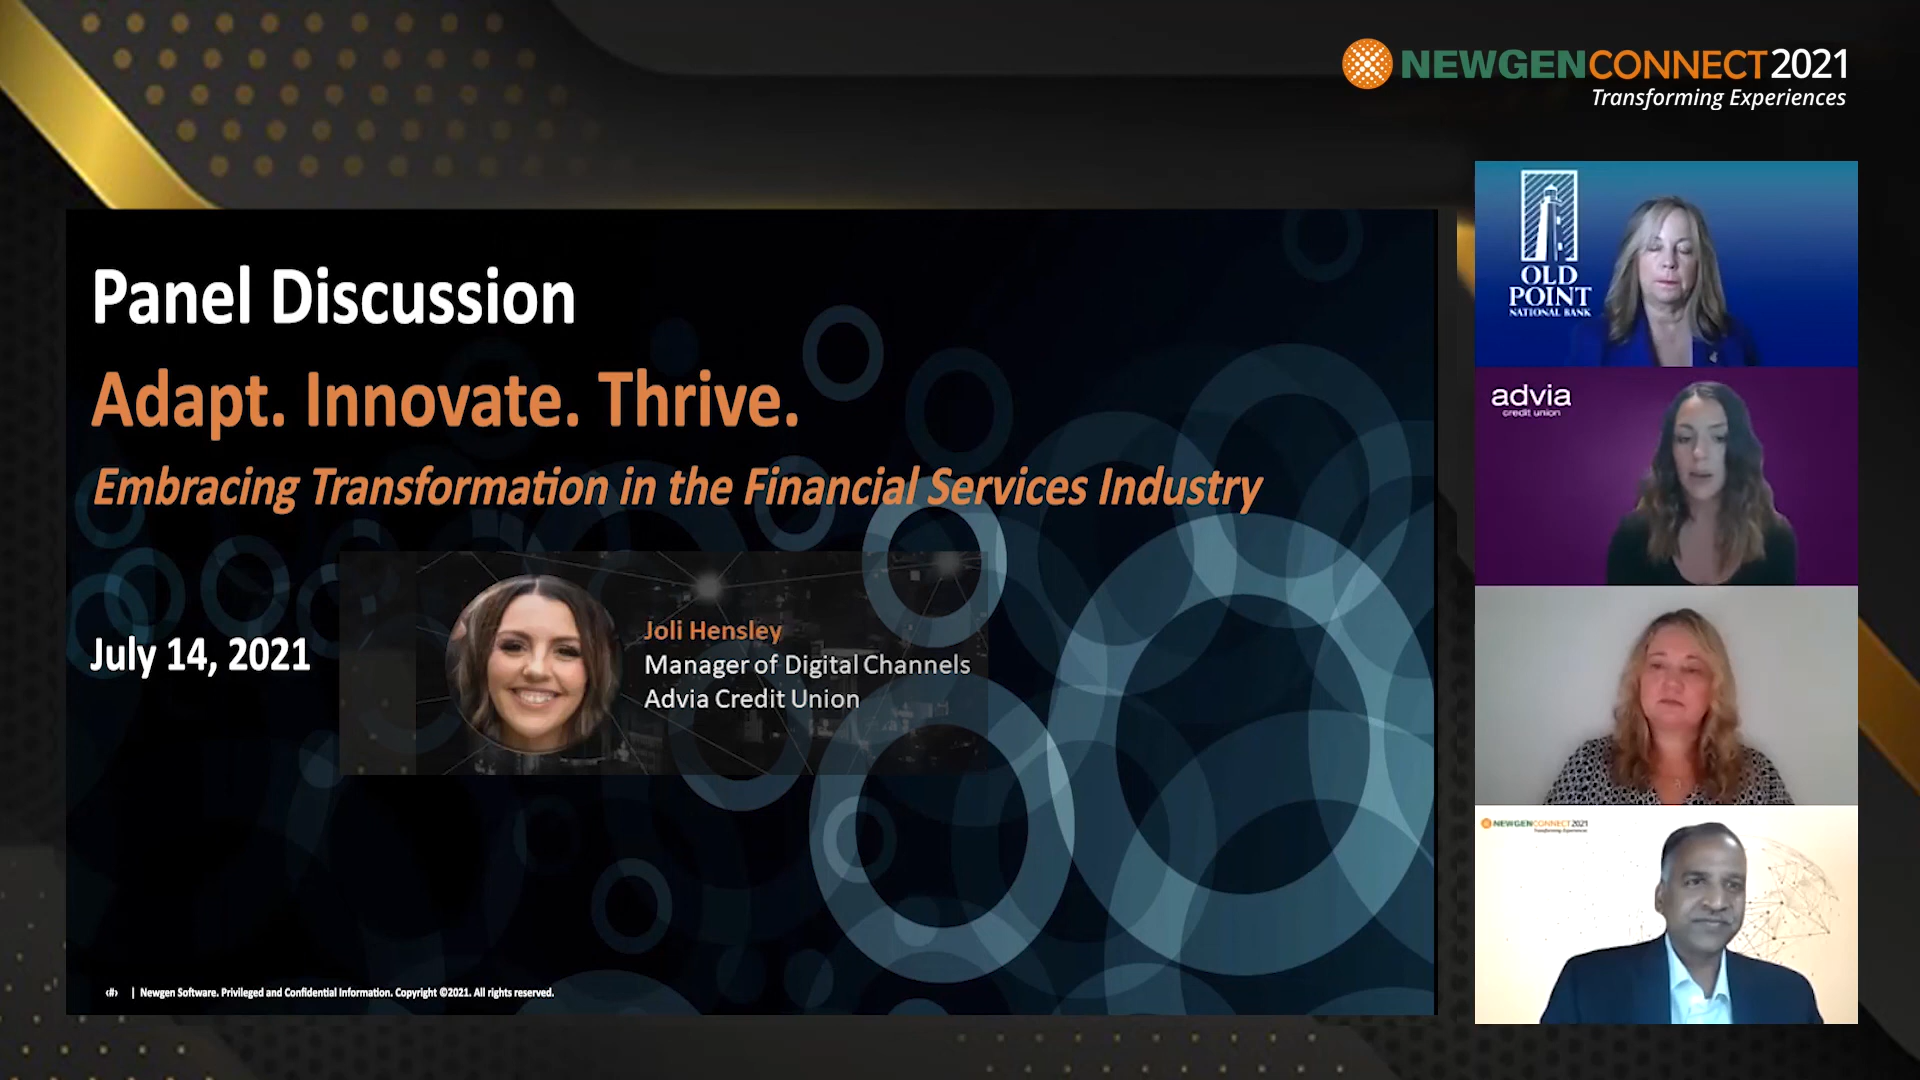 NEWGENCONNECT2021
Transforming Experiences
Panel Discussion
Adapt. Innovate. Thrive.
Embracing Transformation in the Financial Services Industry
July 14, 2021
Joli Hensley
Manager of Digital Channels
Advia Credit Union
‹#› | Newgen Software. Privileged and Confidential Information. Copyright ©2021. All rights reserved.
OLD
POINT
NATIONAL BANK
advia
credit union
NEWGENCONNECT2021
Transforming Experiences